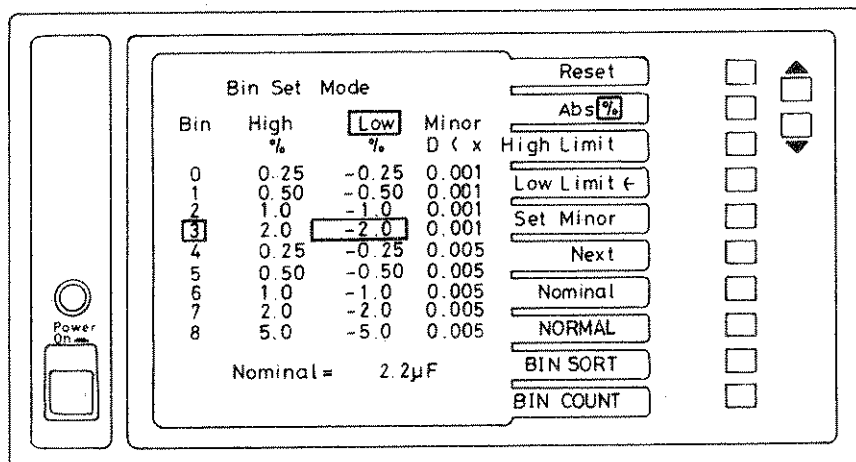 Bin Set Mode
Bin High Low Minor
% % D < x
0 0.25 -0.25 0.001
1 0.50 -0.50 0.001
2 1.0 -1.0 0.001
3 2.0 -2.0 0.001
4 0.25 -0.25 0.005
5 0.50 -0.50 0.005
6 1.0 -1.0 0.005
7 2.0 -2.0 0.005
8 5.0 -5.0 0.005
Nominal= 2.2µF
Reset
Abs %
High Limit
Low Limit ←
Set Minor
Next
Nominal
NORMAL
BIN SORT
BIN COUNT
Power
On